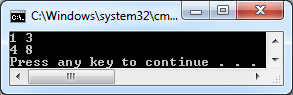 C:\Windows\system32\cm...
1 3
4 8
Press any key to continue . . .